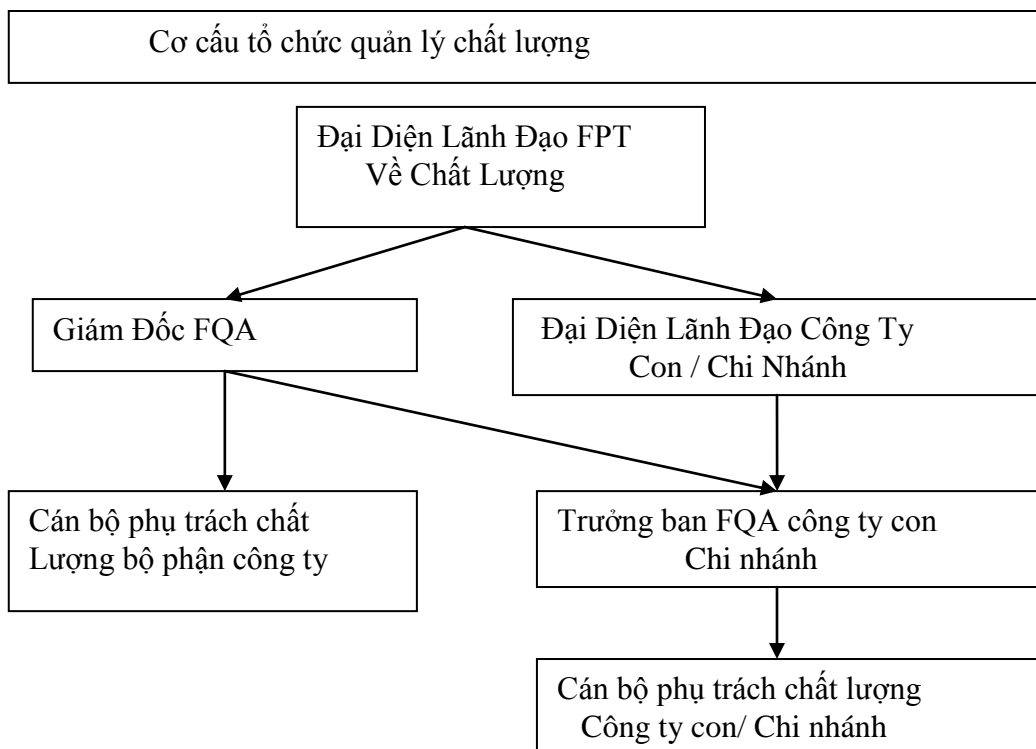 Cơ cấu tổ chức quản lý chất lượng
Đại Diện Lãnh Đạo FPT
Về Chất Lượng
Giám Đốc FQA
Đại Diện Lãnh Đạo Công Ty
Con / Chi Nhánh
Cán bộ phụ trách chất
Lượng bộ phận công ty
Trưởng ban FQA công ty con
Chi nhánh
Cán bộ phụ trách chất lượng
Công ty con/ Chi nhánh